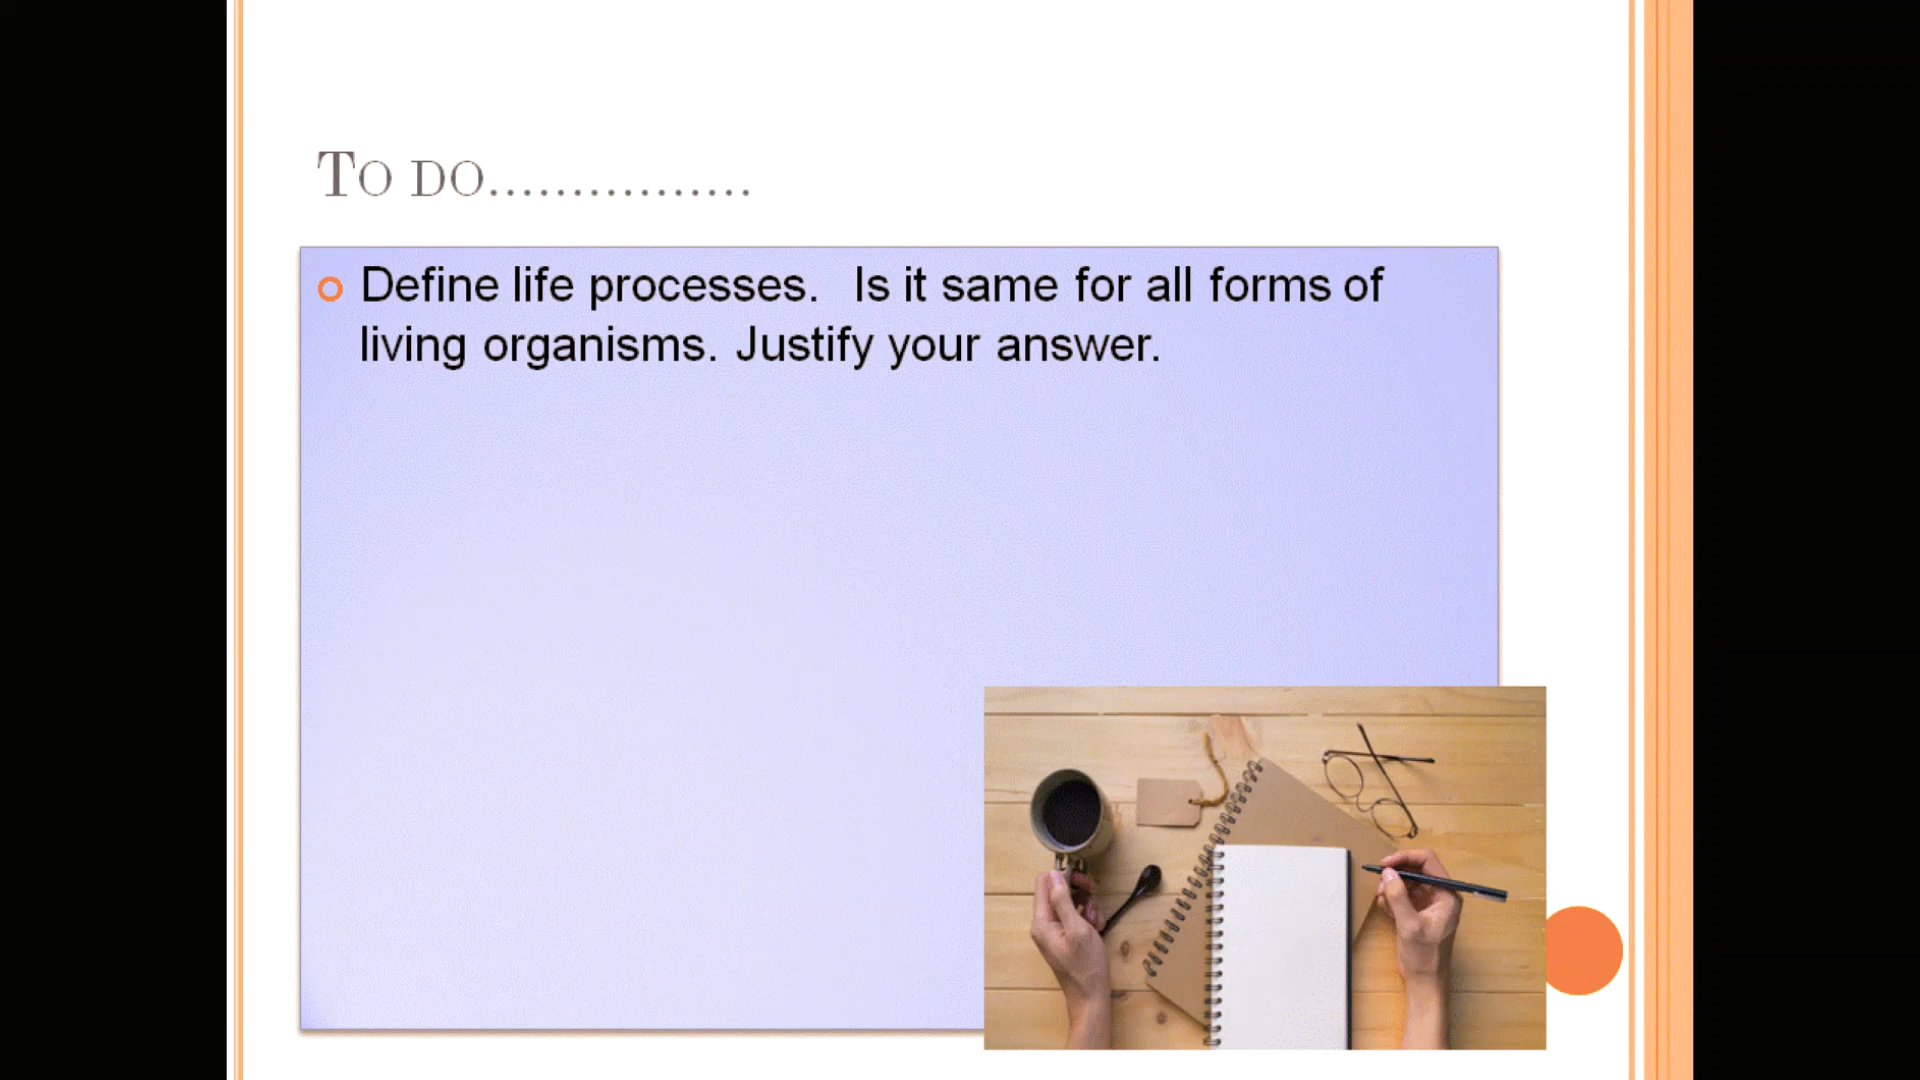 To do................
Define life processes. Is it same for all forms of
living organisms. Justify your answer.